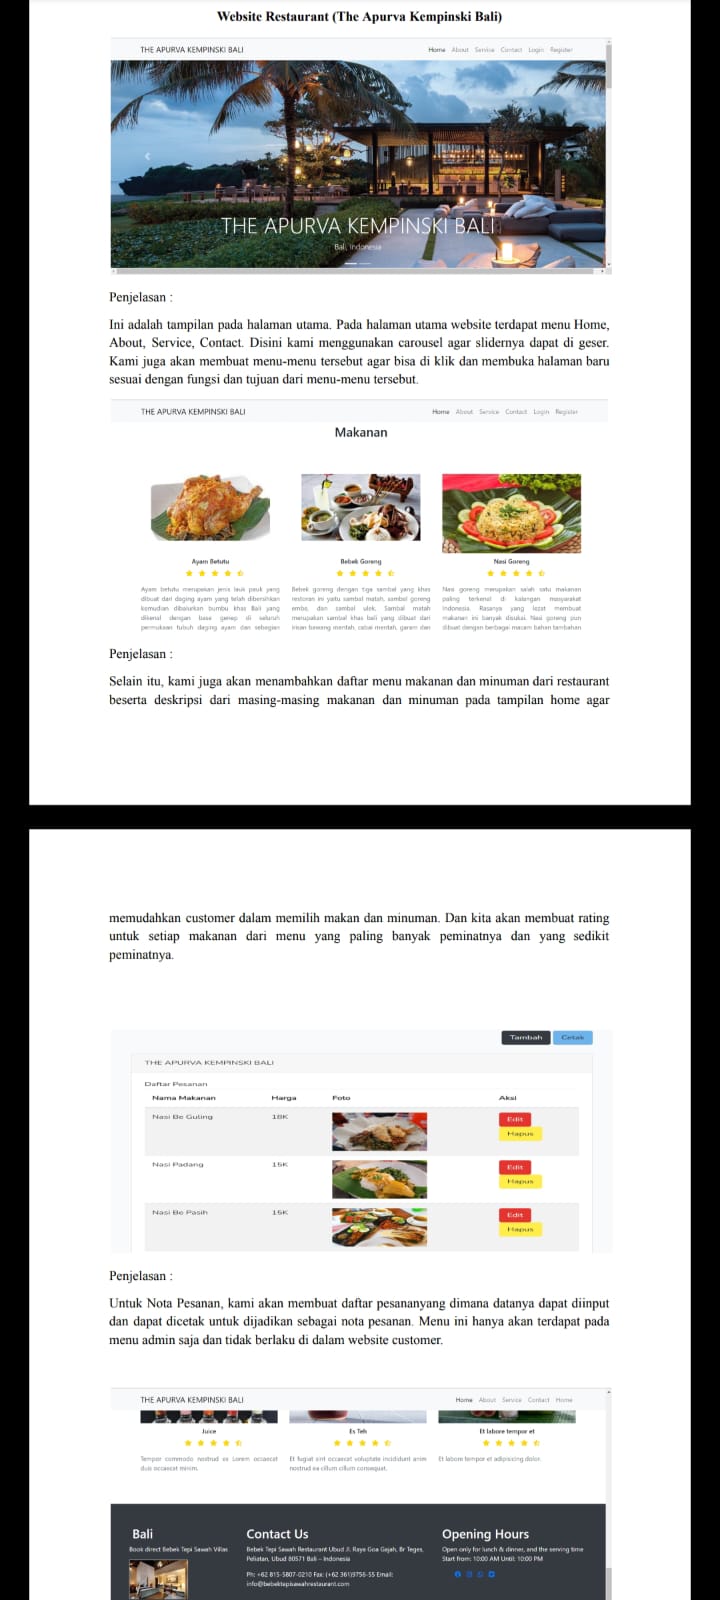 Website Restaurant (The Apurva Kempinski Bali)
THE APURVA KEMPINSKI BALI
Home About Service Contact Login Register
THE APURVA KEMPINSKI BALI
Bali, Indonesia
Penjelasan :
Ini adalah tampilan pada halaman utama. Pada halaman utama website terdapat menu Home,
About, Service, Contact. Disini kami menggunakan carousel agar slidernya dapat di geser.
Kami juga akan membuat menu-menu tersebut agar bisa di klik dan membuka halaman baru
sesuai dengan fungsi dan tujuan dari menu-menu tersebut.
THE APURVA KEMPINSKI BALI
Home About Service Contact Login Register
Makanan
Ayam Betutu
Bebek Goreng
Nasi Goreng
Ayam betutu merupakan jenis lauk pauk yang
dibuat dari daging ayam yang telah dibersihkan
kemudian dibalurkan bumbu khas Bali yang
dikenal dengan base genep di seluruh
permukaan tubuh daging ayam dan sebagian
Bebek goreng dengan tiga sambal yang khas
restoran ini yaitu sambal matah, sambal goreng
embe, dan sambal ulek. Sambal matah
merupakan sambal khas bali yang dibuat dari
irisan bawang mentah, cabai mentah, garam dan
Nasi goreng merupakan salah satu makanan
paling terkenal di kalangan masyarakat
Indonesia. Rasanya yang lezat membuat
makanan ini banyak disukai. Nasi goreng pun
dibuat dengan berbagai macam bahan tambahan
Penjelasan :
Selain itu, kami juga akan menambahkan daftar menu makanan dan minuman dari restaurant
beserta deskripsi dari masing-masing makanan dan minuman pada tampilan home agar
memudahkan customer dalam memilih makan dan minuman. Dan kita akan membuat rating
untuk setiap makanan dari menu yang paling banyak peminatnya dan yang sedikit
peminatnya.
Tambah Cetak
THE APURVA KEMPINSKI BALI
Daftar Pesanan
Nama Makanan Harga Foto Aksi
Nasi Be Guling 18K Edit
Hapus
Nasi Padang 15K Edit
Hapus
Nasi Be Pasih 15K Edit
Hapus
Penjelasan :
Untuk Nota Pesanan, kami akan membuat daftar pesananyang dimana datanya dapat diinput
dan dapat dicetak untuk dijadikan sebagai nota pesanan. Menu ini hanya akan terdapat pada
menu admin saja dan tidak berlaku di dalam website customer.
THE APURVA KEMPINSKI BALI
Home About Service Contact Home
Juice
Es Teh
Et labore tempor et
Tempor commodo nostrud ex Lorem occaecat
duis occaecat minim.
Et fugiat sint occaecat voluptate incididunt anim
nostrud ea cillum cillum consequat.
Et labore tempor et adipisicing dolor.
Bali
Book direct Bebek Tepi Sawah Villas
Contact Us
Bebek Tepi Sawah Restaurant Ubud Jl. Raya Goa Gajah, Br Teges,
Peliatan, Ubud 80571 Bali – Indonesia
Ph: +62 815-5807-0210 Fax: (+62 361)9756-55 Email:
info@bebektepisawahrestaurant.com
Opening Hours
Open only for lunch & dinner, and the serving time
Start from: 10:00 AM Until: 10:00 PM